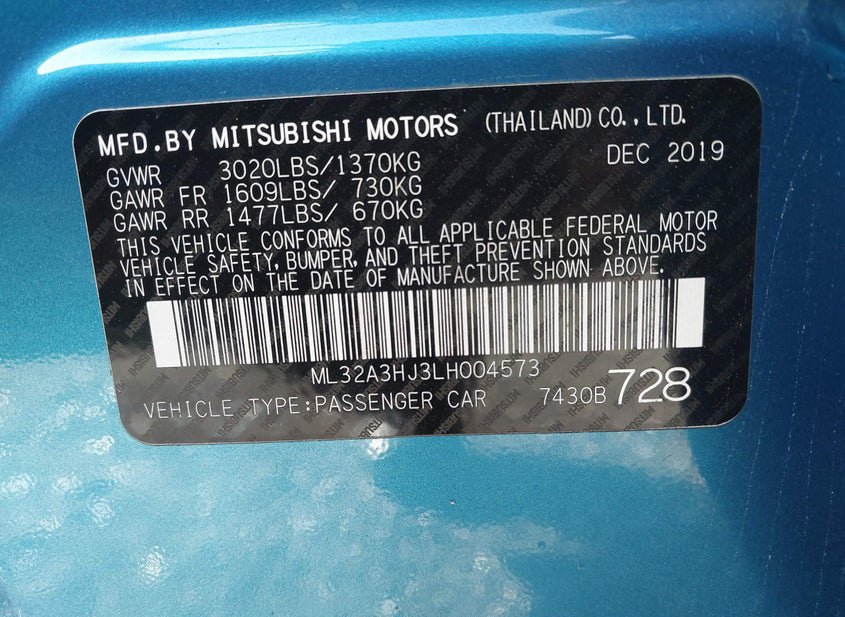 MFD.BY MITSUBISHI MOTORS (THAILAND) CO.,LTD.
GVWR 3020LBS/1370KG DEC 2019
GAWR FR 1609LBS/ 730KG
GAWR RR 1477LBS/ 670KG
THIS VEHICLE CONFORMS TO ALL APPLICABLE FEDERAL MOTOR
VEHICLE SAFETY, BUMPER, AND THEFT PREVENTION STANDARDS
IN EFFECT ON THE DATE OF MANUFACTURE SHOWN ABOVE.
ML32A3HJ3LH004573
VEHICLE TYPE:PASSENGER CAR 7430B 728